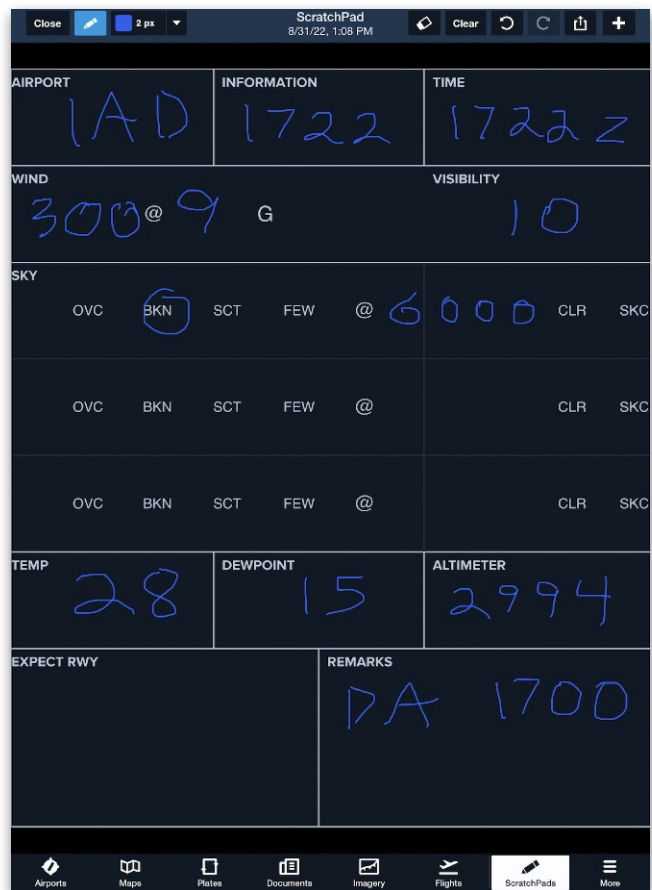 Close 2 px ScratchPad Clear
8/31/22, 1:08 PM
AIRPORT INFORMATION TIME
IAD 1722 1722 Z
WIND VISIBILITY
300 @ 9 G 10
SKY
OVC BKN SCT FEW @ 6000 CLR SKC
OVC BKN SCT FEW @ CLR SKC
OVC BKN SCT FEW @ CLR SKC
TEMP DEWPOINT ALTIMETER
28 15 2994
EXPECT RWY REMARKS
DA 1700
Airports Maps Plates Documents Imagery Flights ScratchPads More